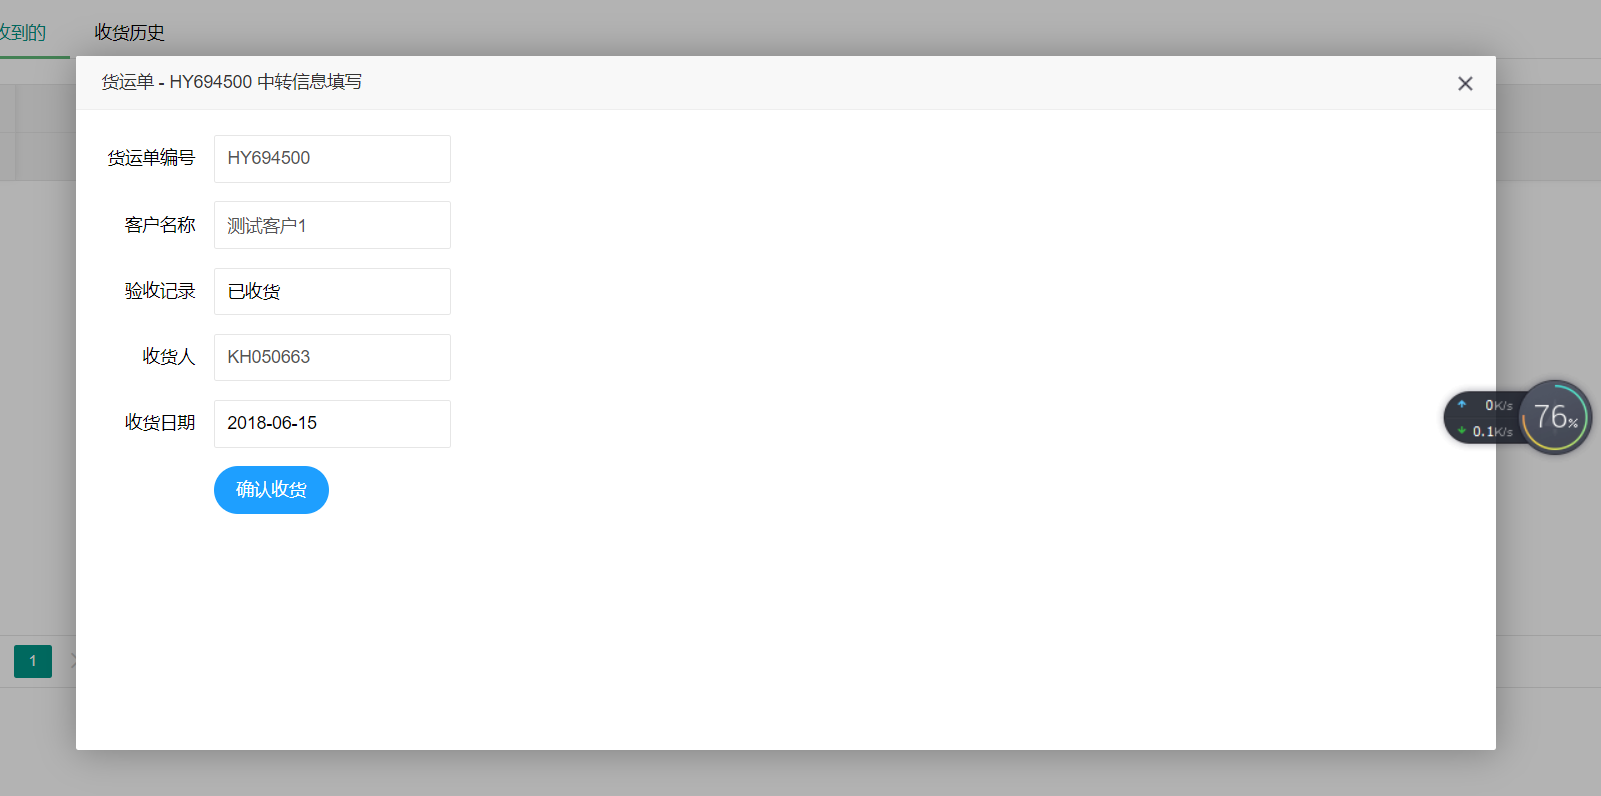 收到的 收货历史
货运单 - HY694500 中转信息填写
货运单编号 HY694500
客户名称 测试客户1
验收记录 已收货
收货人 KH050663
收货日期 2018-06-15
确认收货
0K/s
0.1K/s
76%
1